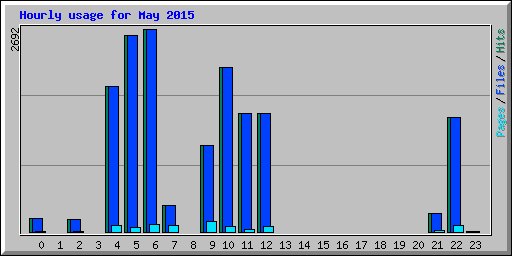 Hourly usage for May 2015
2692
Pages/Files/Hits
0 1 2 3 4 5 6 7 8 9 10 11 12 13 14 15 16 17 18 19 20 21 22 23